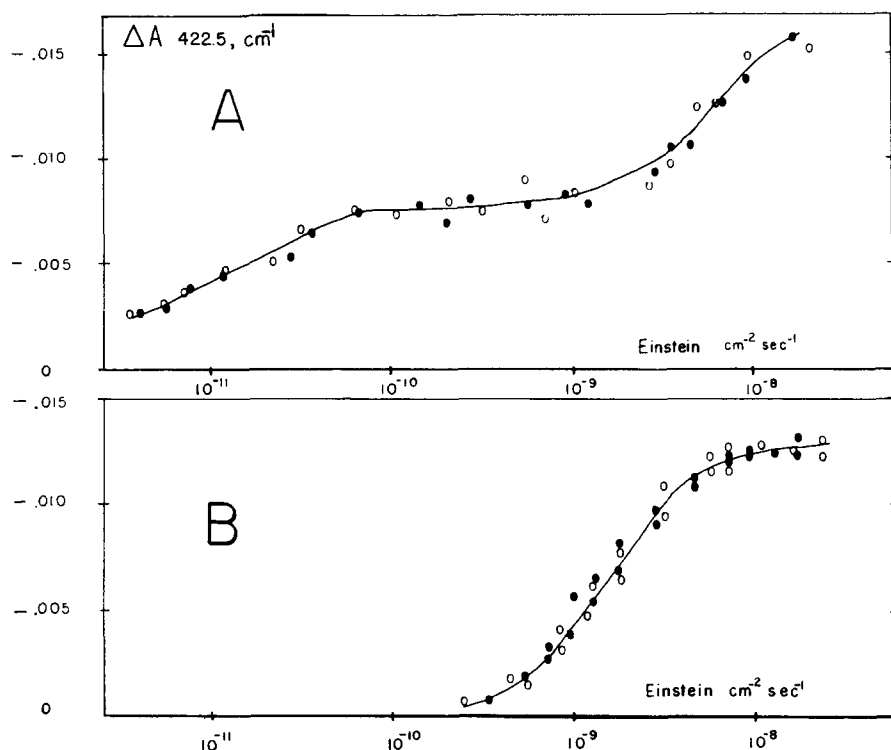 ΔA 422.5, cm⁻¹
A
− .015
− .010
− .005
0
Einstein cm⁻² sec⁻¹
10⁻¹¹ 10⁻¹⁰ 10⁻⁹ 10⁻⁸
− .015
− .010
− .005
0
B
Einstein cm⁻² sec⁻¹
10⁻¹¹ 10⁻¹⁰ 10⁻⁹ 10⁻⁸